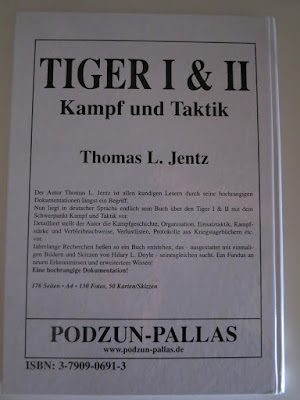 TIGER I & II
Kampf und Taktik
Thomas L. Jentz
Der Autor Thomas L. Jentz ist allen kundigen Lesern durch seine hochrangigen
Dokumentationen längst ein Begriff.
Nun liegt in deutscher Sprache endlich sein Buch über den Tiger I & II mit dem
Schwerpunkt Kampf und Taktik vor.
Detailliert stellt der Autor die Kampfgeschichte, Organisation, Einsatztaktik, Kampf-
stärke und Verbleibnachweise, Verlustlisten, Protokolle aus Kriegstagebüchern etc.
vor.
Jahrelange Recherchen ließen so ein Buch entstehen, das - ausgestattet mit einmali-
gen Bildern und Skizzen von Hilary L. Doyle - seinesgleichen sucht. Ein Fundus an
neuen Erkenntnissen und erweitertem Wissen!
Eine hochrangige Dokumentation!
176 Seiten • A4 • 130 Fotos, 50 Karten/Skizzen
PODZUN-PALLAS
www.podzun-pallas.de
ISBN: 3-7909-0691-3